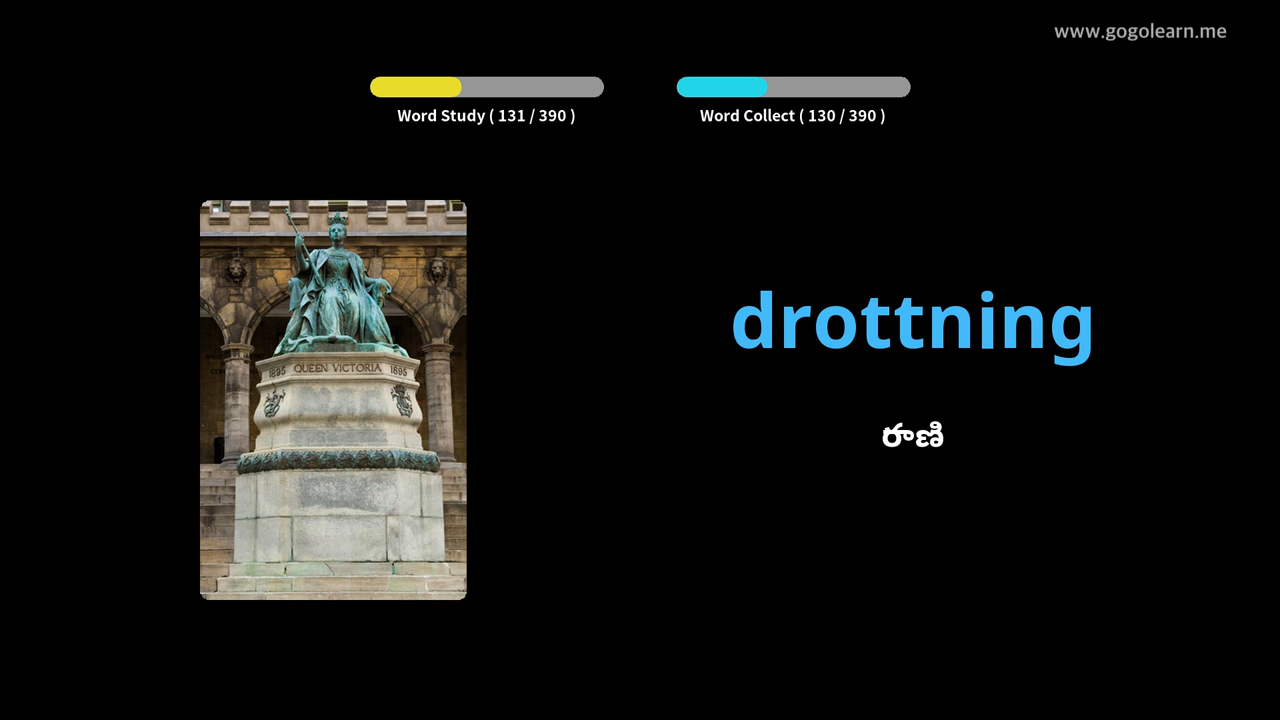 www.gogolearn.me
Word Study ( 131 / 390 )
Word Collect ( 130 / 390 )
1895 QUEEN VICTORIA 1895
drottning
రాణి